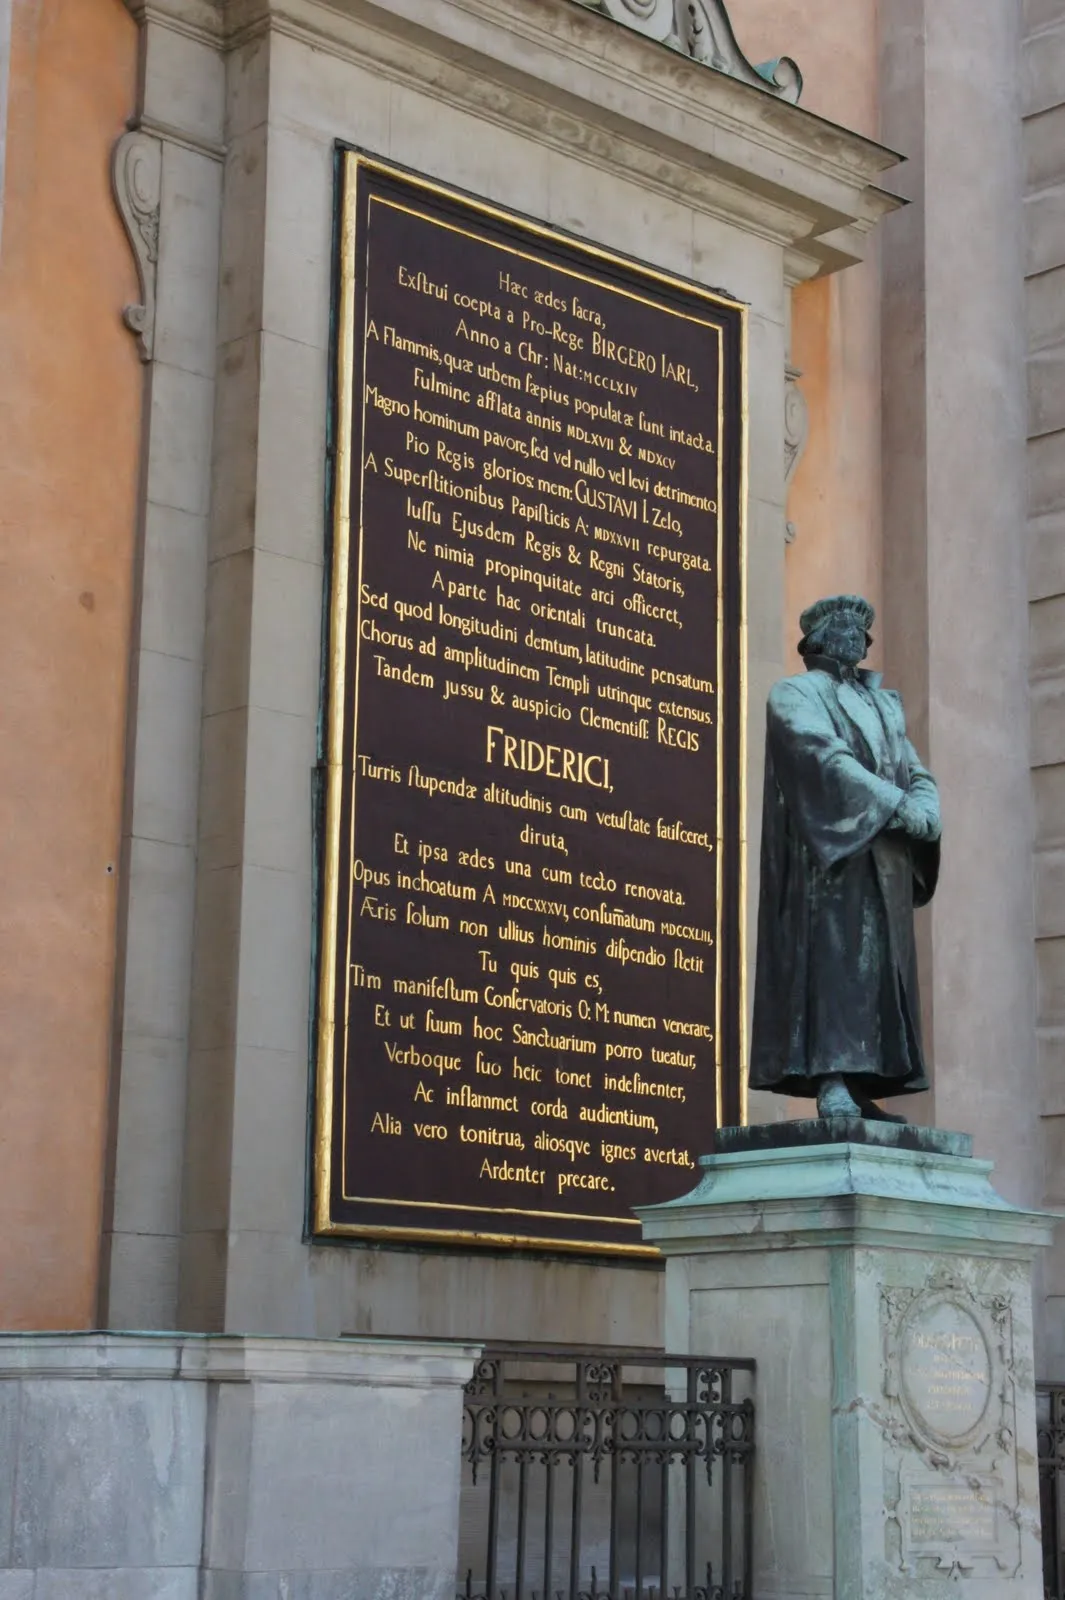 Hæc ædes ſacra,
Exſtrui coepta a Pro-Rege BIRGERO IARL,
Anno a Chr: Nat: MCCLXIV
A Flammis, quæ urbem ſæpius populatæ ſunt intacta.
Fulmine afflata annis MDLXVII & MDXCV
Magno hominum pavore, ſed vel nullo vel levi detrimento
Pio Regis glorios: mem: GUSTAVI I. Zelo,
A Superſtitionibus Papiſticis A: MDXXVII repurgata.
Iuſſu Ejusdem Regis & Regni Statoris,
Ne nimia propinquitate arci officeret,
A parte hac orientali truncata.
Sed quod longitudini demtum, latitudine penſatum.
Chorus ad amplitudinem Templi utrinque extensus.
Tandem jussu & auspicio Clementiſſ: REGIS
FRIDERICI,
Turris ſtupendæ altitudinis cum vetuſtate fatiſceret,
diruta,
Et ipsa ædes una cum tecto renovata.
Opus inchoatum A MDCCXXXVI, conſum̅atum MDCCXLIII,
Æris ſolum non ullius hominis diſpendio ſtetit
Tu quis quis es,
Tim manifeſtum Conſervatoris O: M: numen venerare,
Et ut ſuum hoc Sanctuarium porro tueatur,
Verboque ſuo heic tonet indeſinenter,
Ac inflammet corda audientium,
Alia vero tonitrua, aliosqve ignes avertat,
Ardenter precare.